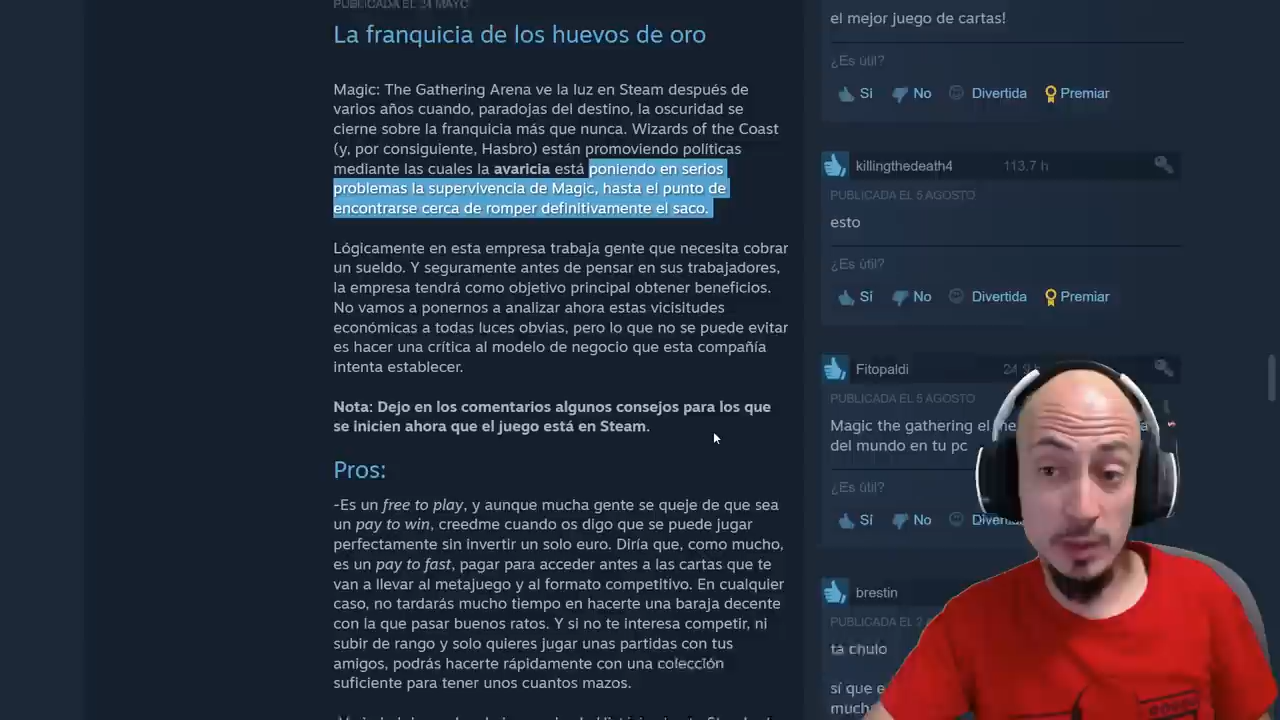 PUBLICADA EL 24 MAYO
La franquicia de los huevos de oro
Magic: The Gathering Arena ve la luz en Steam después de
varios años cuando, paradojas del destino, la oscuridad se
cierne sobre la franquicia más que nunca. Wizards of the Coast
(y, por consiguiente, Hasbro) están promoviendo políticas
mediante las cuales la avaricia está poniendo en serios
problemas la supervivencia de Magic, hasta el punto de
encontrarse cerca de romper definitivamente el saco.
Lógicamente en esta empresa trabaja gente que necesita cobrar
un sueldo. Y seguramente antes de pensar en sus trabajadores,
la empresa tendrá como objetivo principal obtener beneficios.
No vamos a ponernos a analizar ahora estas vicisitudes
económicas a todas luces obvias, pero lo que no se puede evitar
es hacer una crítica al modelo de negocio que esta compañía
intenta establecer.
Nota: Dejo en los comentarios algunos consejos para los que
se inicien ahora que el juego está en Steam.
Pros:
-Es un free to play, y aunque mucha gente se queje de que sea
un pay to win, creedme cuando os digo que se puede jugar
perfectamente sin invertir un solo euro. Diría que, como mucho,
es un pay to fast, pagar para acceder antes a las cartas que te
van a llevar al metajuego y al formato competitivo. En cualquier
caso, no tardarás mucho tiempo en hacerte una baraja decente
con la que pasar buenos ratos. Y si no te interesa competir, ni
subir de rango y solo quieres jugar unas partidas con tus
amigos, podrás hacerte rápidamente con una colección
suficiente para tener unos cuantos mazos.
el mejor juego de cartas!
¿Es útil?
Sí No Divertida Premiar
killingthedeath4 113.7 h
PUBLICADA EL 5 AGOSTO
esto
¿Es útil?
Sí No Divertida Premiar
Fitopaldi
PUBLICADA EL 5 AGOSTO
Magic the gathering el
del mundo en tu pc
¿Es útil?
Sí No
brestin
PUBLICADA EL
ta chulo
sí que